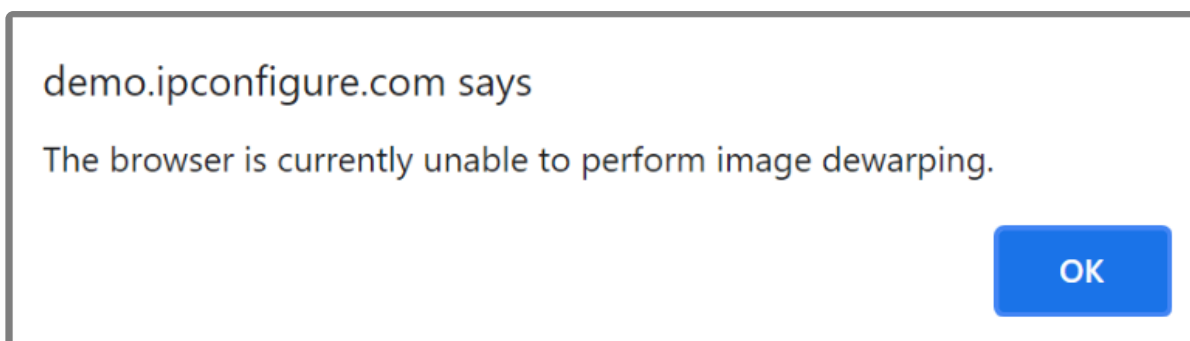 demo.ipconfigure.com says
The browser is currently unable to perform image dewarping.
OK